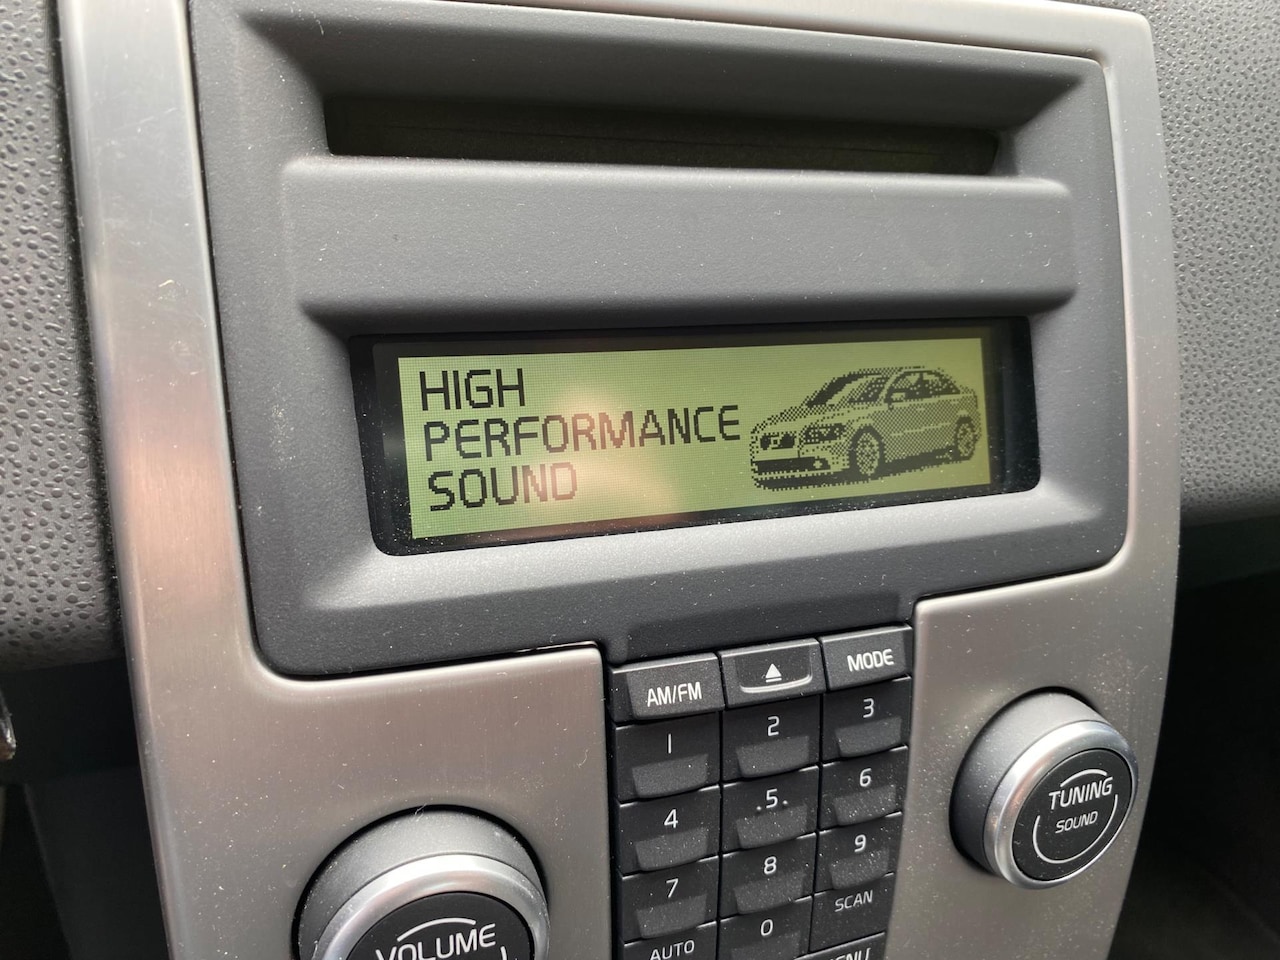 HIGH
PERFORMANCE
SOUND
AM/FM
MODE
1 2 3
4 .5. 6
7 8 9
AUTO 0 SCAN
VOLUME
TUNING
SOUND